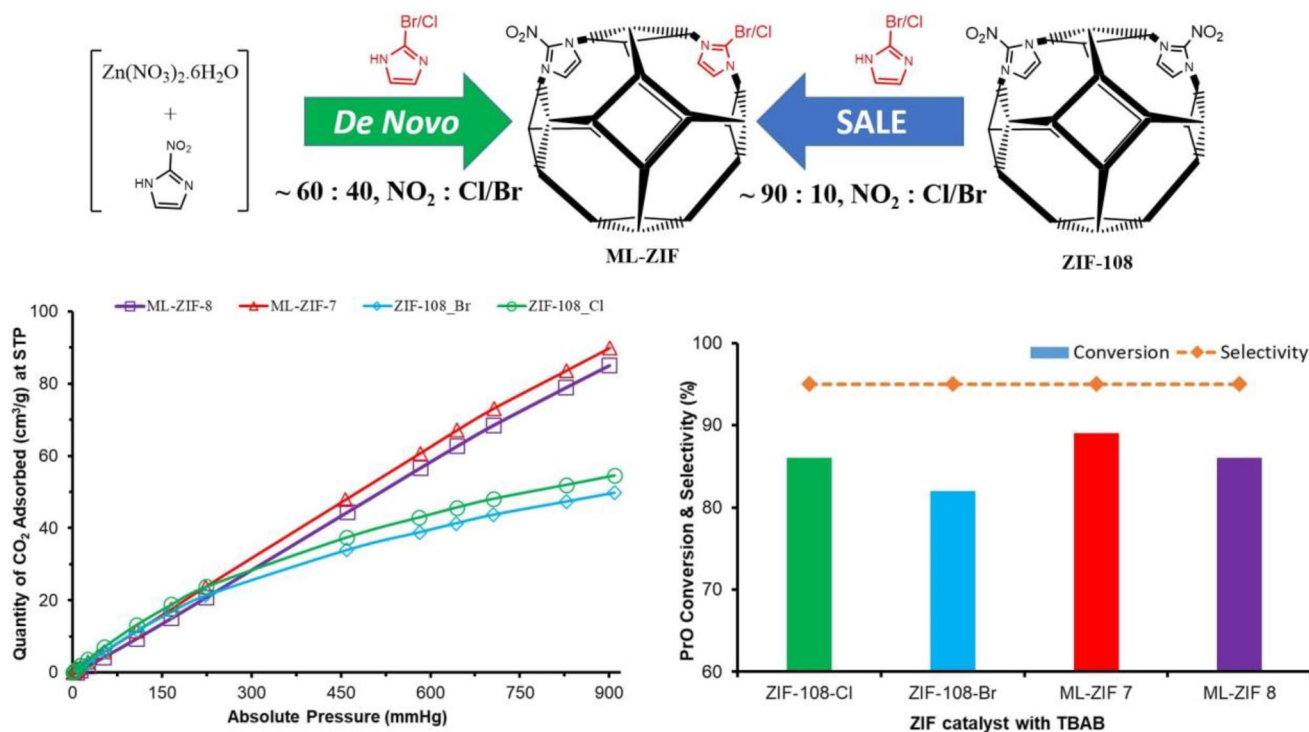 Zn(NO3)2.6H2O
+
NO2
HN
N
Br/Cl
HN
N
De Novo
~ 60 : 40, NO2 : Cl/Br
O2N
N
N
Br/Cl
N
N
ML-ZIF
Br/Cl
HN
N
SALE
~ 90 : 10, NO2 : Cl/Br
O2N
N
N
NO2
N
N
ZIF-108
ML-ZIF-8 ML-ZIF-7 ZIF-108_Br ZIF-108_Cl
Quantity of CO2 Adsorbed (cm3/g) at STP
100
80
60
40
20
0
0 150 300 450 600 750 900
Absolute Pressure (mmHg)
Conversion Selectivity
PrO Conversion & Selectivity (%)
100
90
80
70
60
ZIF-108-Cl ZIF-108-Br ML-ZIF 7 ML-ZIF 8
ZIF catalyst with TBAB